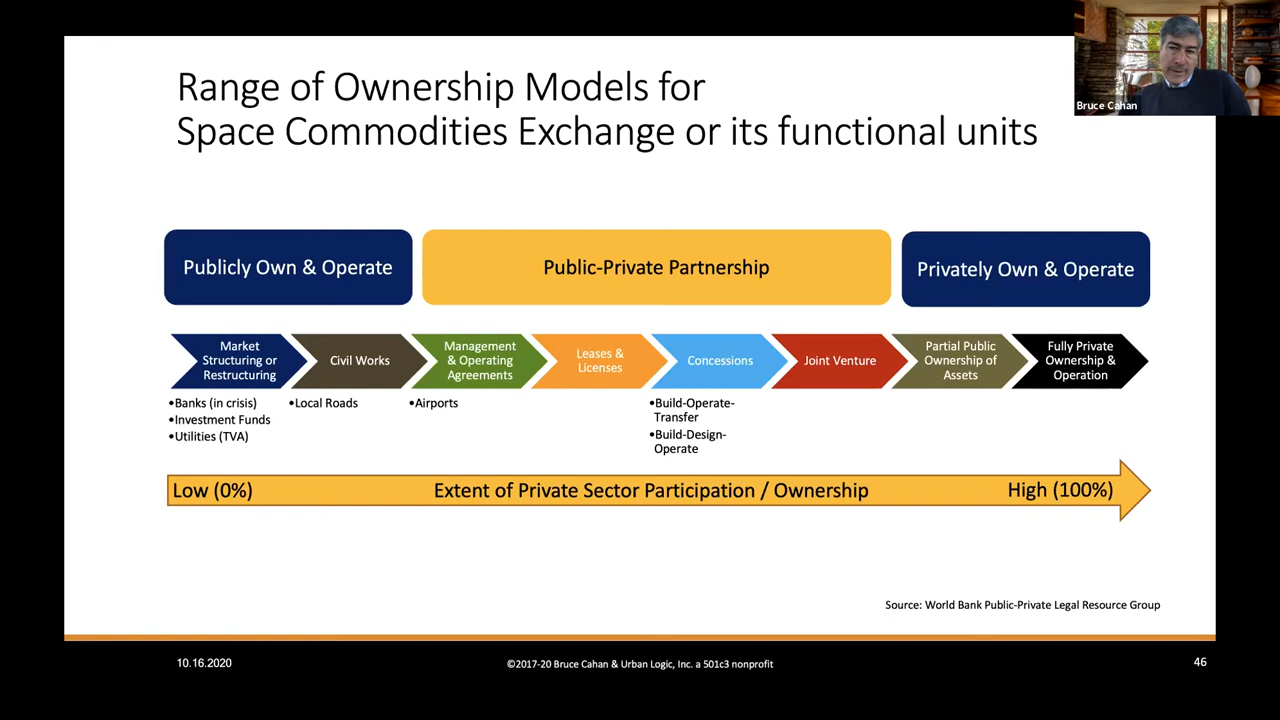 Range of Ownership Models for
Space Commodities Exchange or its functional units
Bruce Cahan
Publicly Own & Operate
Public-Private Partnership
Privately Own & Operate
Market
Structuring or
Restructuring
Civil Works
Management
& Operating
Agreements
Leases &
Licenses
Concessions
Joint Venture
Partial Public
Ownership of
Assets
Fully Private
Ownership &
Operation
•Banks (in crisis)
•Investment Funds
•Utilities (TVA)
•Local Roads
•Airports
•Build-Operate-
Transfer
•Build-Design-
Operate
Low (0%)
Extent of Private Sector Participation / Ownership
High (100%)
Source: World Bank Public-Private Legal Resource Group
10.16.2020
©2017-20 Bruce Cahan & Urban Logic, Inc. a 501c3 nonprofit
46